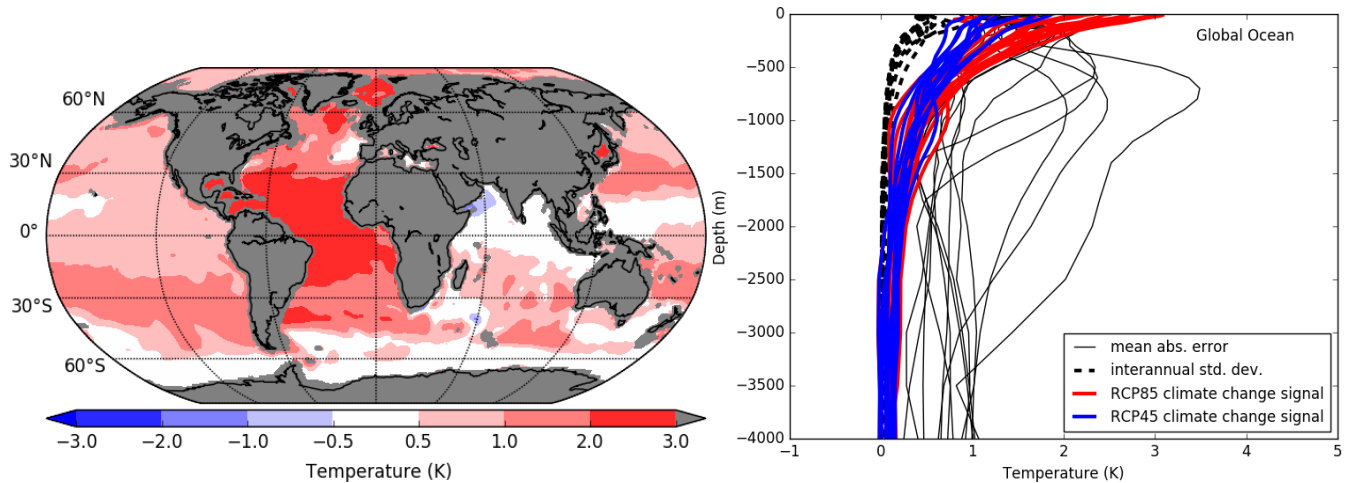 60°N
30°N
0°
30°S
60°S
−3.0 −2.0 −1.0 −0.5 0.5 1.0 2.0 3.0
Temperature (K)
0
−500
−1000
−1500
−2000
−2500
−3000
−3500
−4000
Depth (m)
Global Ocean
mean abs. error
interannual std. dev.
RCP85 climate change signal
RCP45 climate change signal
−1 0 1 2 3 4 5
Temperature (K)